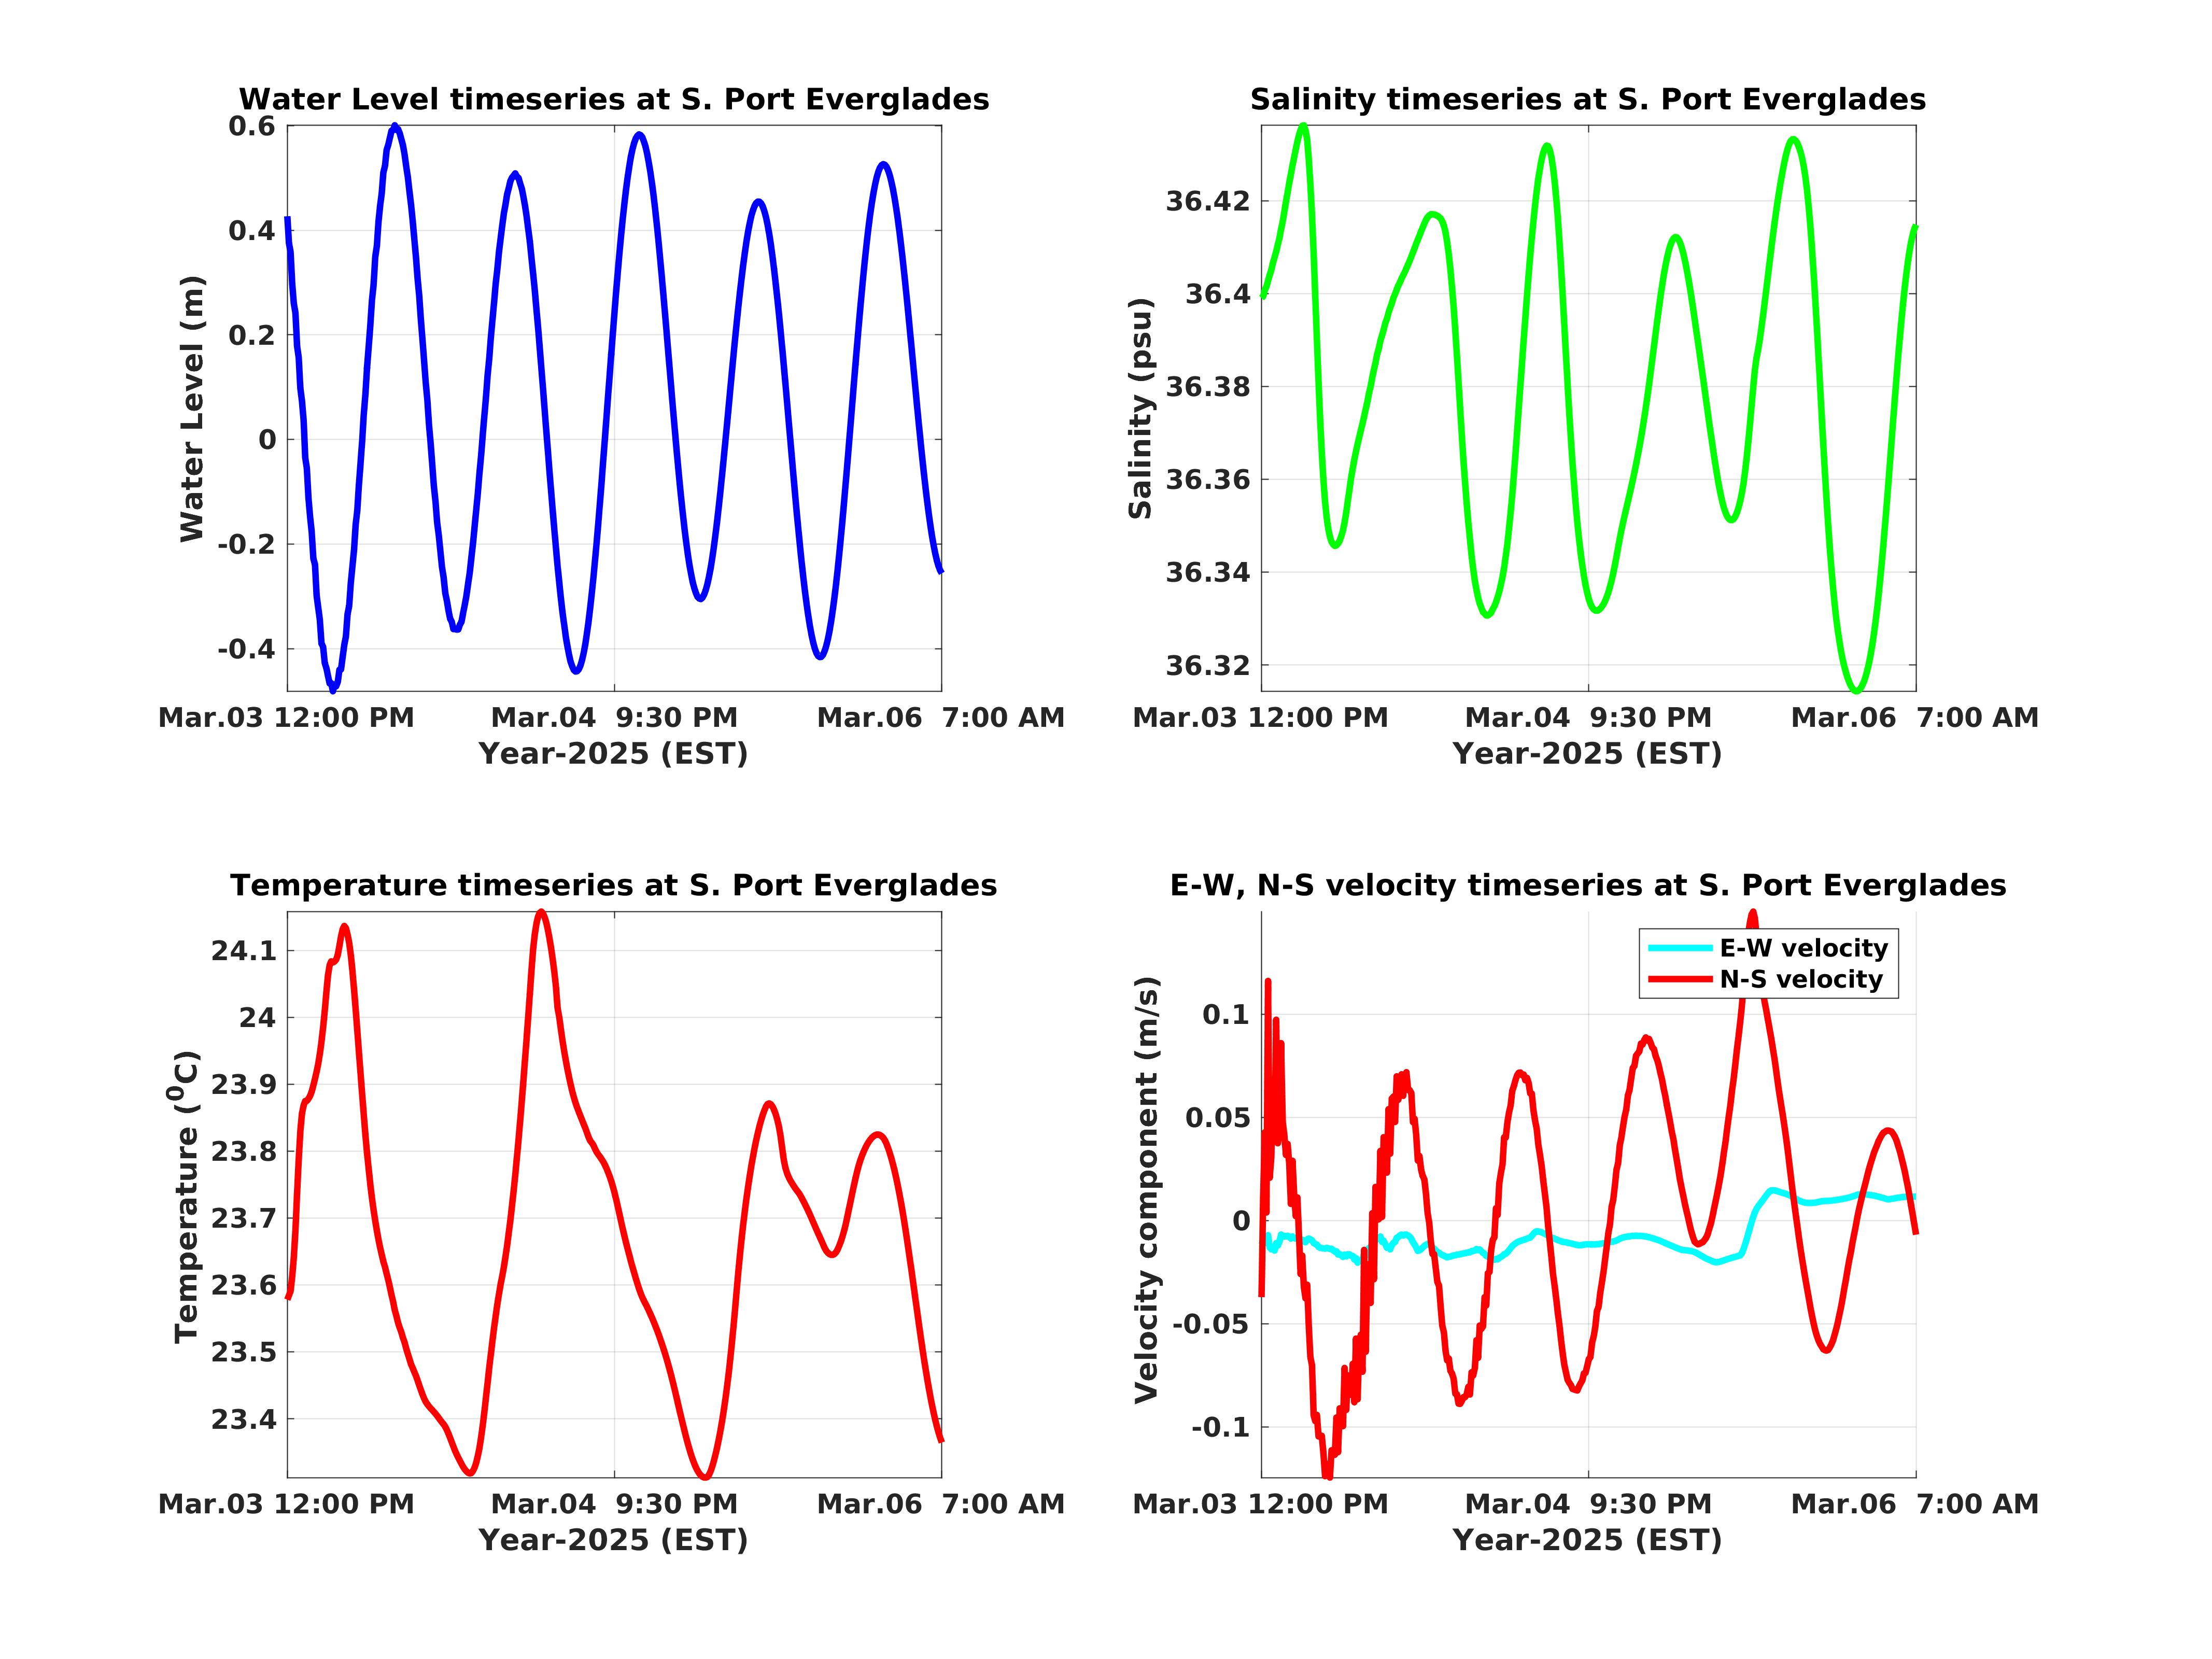 Water Level timeseries at S. Port Everglades
0.6
0.4
0.2
0
-0.2
-0.4
Water Level (m)
Mar.03 12:00 PM
Mar.04  9:30 PM
Mar.06  7:00 AM
Year-2025 (EST)
Salinity timeseries at S. Port Everglades
36.42
36.4
36.38
36.36
36.34
36.32
Salinity (psu)
Mar.03 12:00 PM
Mar.04  9:30 PM
Mar.06  7:00 AM
Year-2025 (EST)
Temperature timeseries at S. Port Everglades
24.1
24
23.9
23.8
23.7
23.6
23.5
23.4
Temperature (⁰C)
Mar.03 12:00 PM
Mar.04  9:30 PM
Mar.06  7:00 AM
Year-2025 (EST)
E-W, N-S velocity timeseries at S. Port Everglades
E-W velocity
N-S velocity
0.1
0.05
0
-0.05
-0.1
Velocity component (m/s)
Mar.03 12:00 PM
Mar.04  9:30 PM
Mar.06  7:00 AM
Year-2025 (EST)